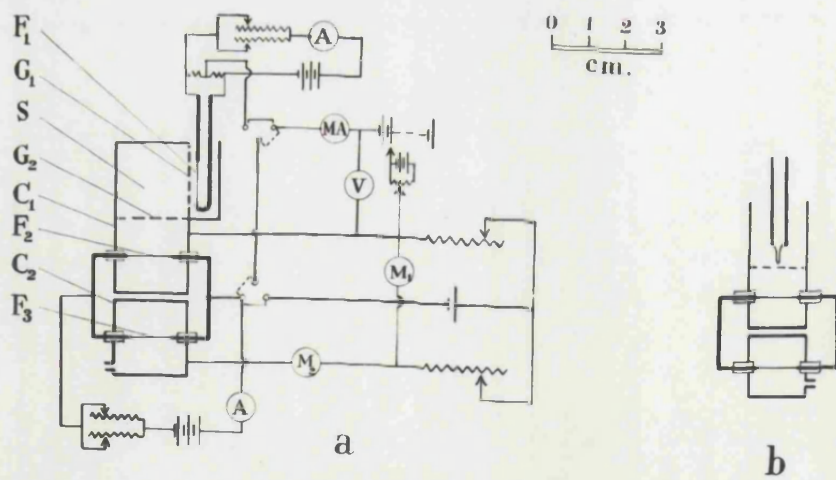 F₁
G₁
S
G₂
C₁
F₂
C₂
F₃
A
MA
V
M₁
M₂
A
a
0 1 2 3
cm.
b